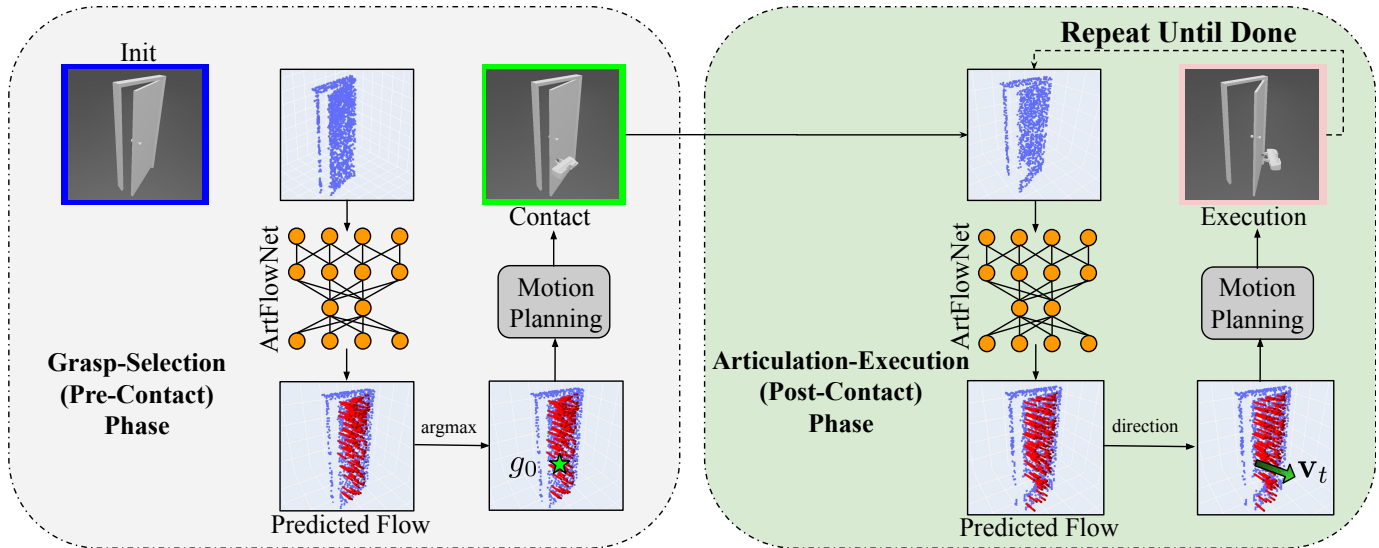 Init
Contact
ArtFlowNet
Motion
Planning
Grasp-Selection
(Pre-Contact)
Phase
argmax
g₀
Predicted Flow
Repeat Until Done
Execution
ArtFlowNet
Motion
Planning
Articulation-Execution
(Post-Contact)
Phase
direction
vₜ
Predicted Flow